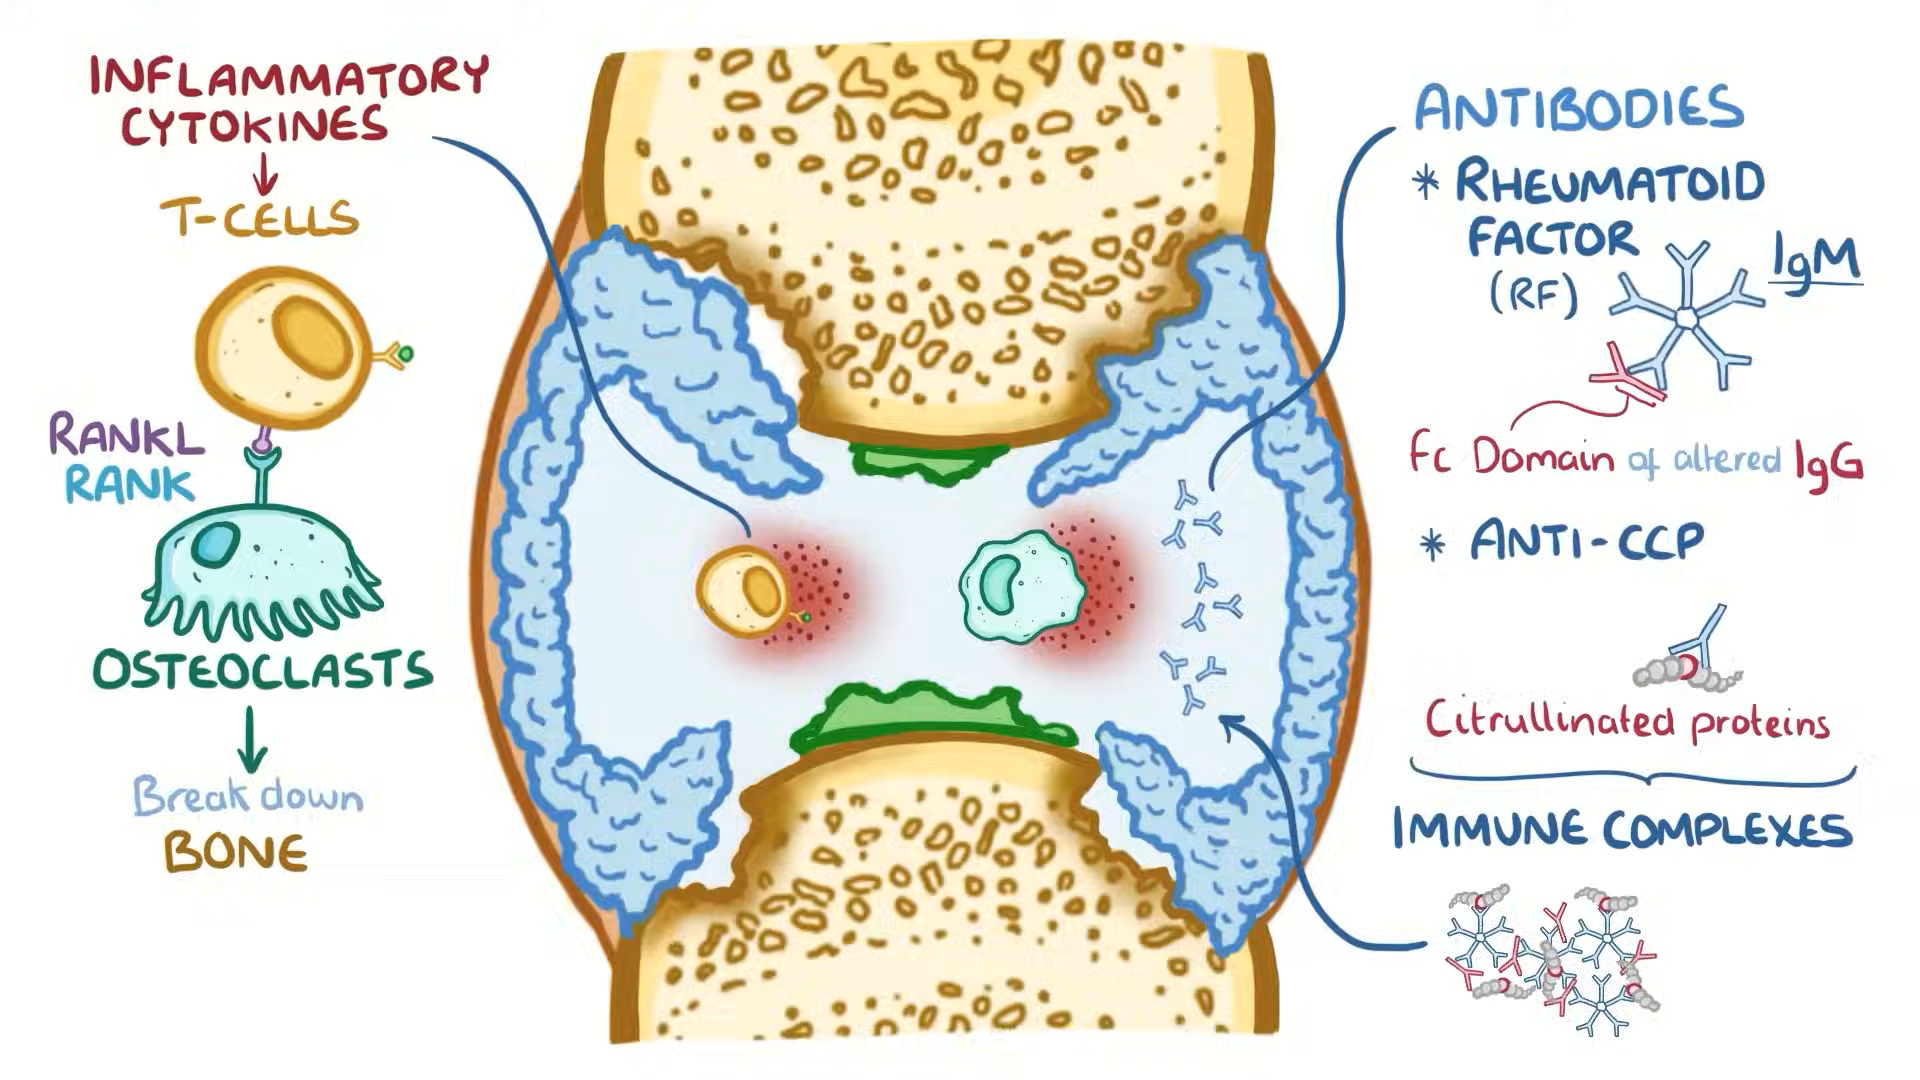 INFLAMMATORY
CYTOKINES
T-CELLS
RANKL
RANK
OSTEOCLASTS
Break down
BONE
ANTIBODIES
* RHEUMATOID
FACTOR
(RF)
IgM
Fc Domain of altered IgG
* ANTI-CCP
Citrullinated proteins
IMMUNE COMPLEXES